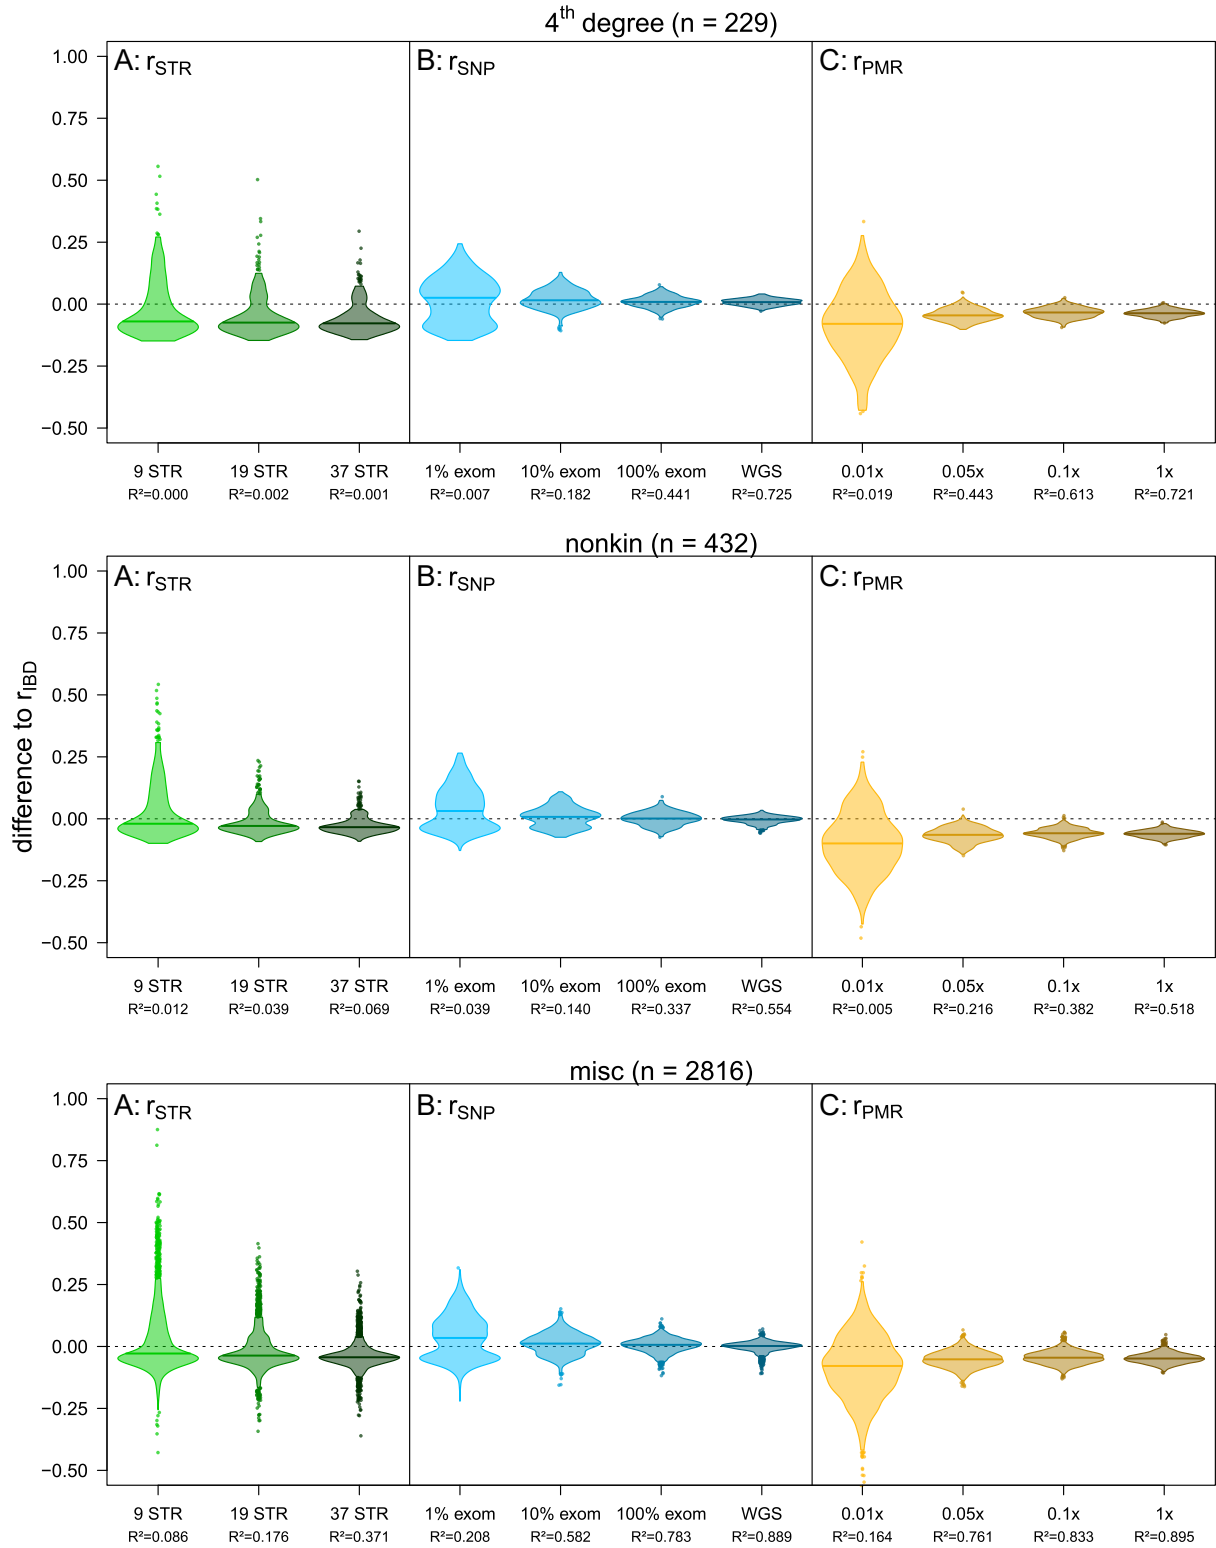 4th degree (n = 229)
A: rSTR B: rSNP C: rPMR
1.00
0.75
0.50
0.25
0.00
−0.25
−0.50
9 STR 19 STR 37 STR 1% exom 10% exom 100% exom WGS 0.01x 0.05x 0.1x 1x
R²=0.000 R²=0.002 R²=0.001 R²=0.007 R²=0.182 R²=0.441 R²=0.725 R²=0.019 R²=0.443 R²=0.613 R²=0.721
nonkin (n = 432)
A: rSTR B: rSNP C: rPMR
difference to rIBD
1.00
0.75
0.50
0.25
0.00
−0.25
−0.50
9 STR 19 STR 37 STR 1% exom 10% exom 100% exom WGS 0.01x 0.05x 0.1x 1x
R²=0.012 R²=0.039 R²=0.069 R²=0.039 R²=0.140 R²=0.337 R²=0.554 R²=0.005 R²=0.216 R²=0.382 R²=0.518
misc (n = 2816)
A: rSTR B: rSNP C: rPMR
1.00
0.75
0.50
0.25
0.00
−0.25
−0.50
9 STR 19 STR 37 STR 1% exom 10% exom 100% exom WGS 0.01x 0.05x 0.1x 1x
R²=0.086 R²=0.176 R²=0.371 R²=0.208 R²=0.582 R²=0.783 R²=0.889 R²=0.164 R²=0.761 R²=0.833 R²=0.895